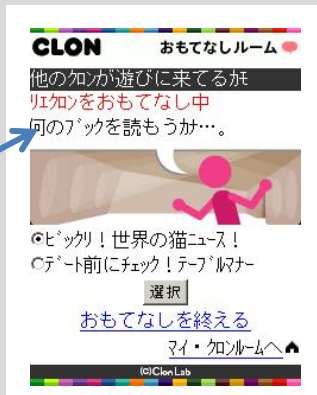 CLON おもてなしルーム
他のｸﾛﾝが遊びに来てるｶﾓ
ﾘｴｸﾛﾝをおもてなし中
何のﾌﾞｯｸを読もうｶﾅ…。
ﾋﾞｯｸﾘ！世界の猫ﾆｭｰｽ！
ﾃﾞｰﾄ前にﾁｪｯｸ！ﾃｰﾌﾞﾙﾏﾅｰ
選択
おもてなしを終える
マイ・クロンルームへ
(C)Clon Lab